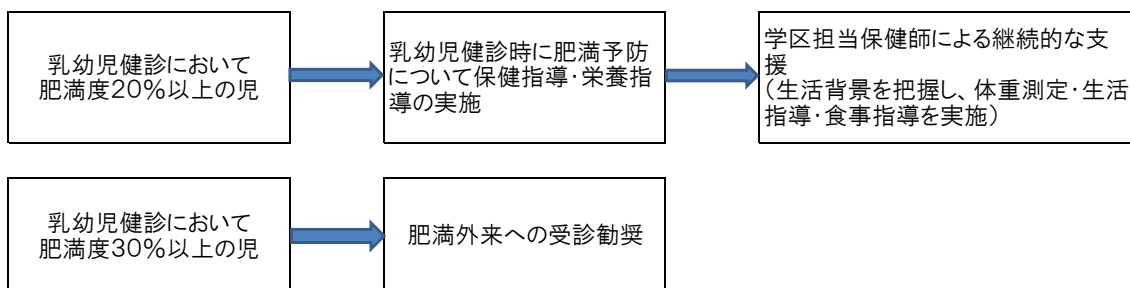 乳幼児健診において
肥満度20％以上の児
乳幼児健診時に肥満予防
について保健指導・栄養指
導の実施
学区担当保健師による継続的な支
援
（生活背景を把握し、体重測定・生活
指導・食事指導を実施）
乳幼児健診において
肥満度30％以上の児
肥満外来への受診勧奨